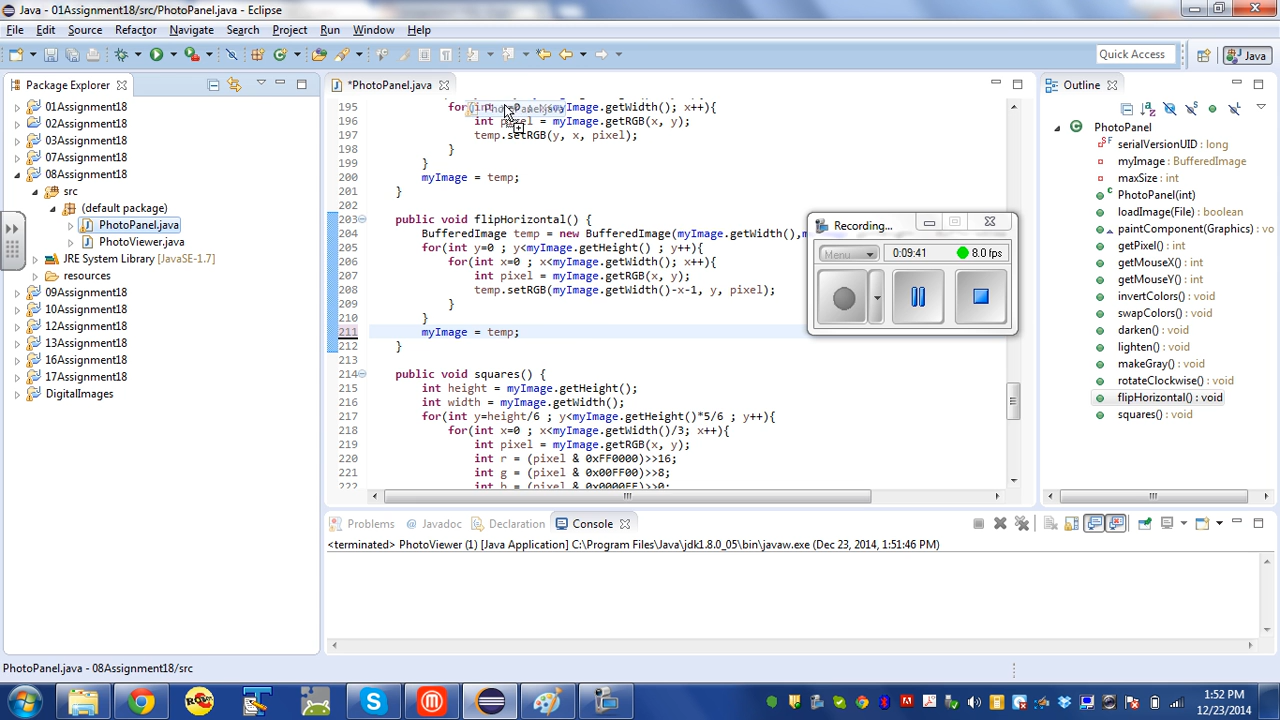 Java - 01Assignment18/src/PhotoPanel.java - Eclipse
File Edit Source Refactor Navigate Search Project Run Window Help
Quick Access
Java
Package Explorer
01Assignment18
02Assignment18
03Assignment18
07Assignment18
08Assignment18
src
(default package)
PhotoPanel.java
PhotoViewer.java
JRE System Library [JavaSE-1.7]
resources
09Assignment18
10Assignment18
12Assignment18
13Assignment18
16Assignment18
17Assignment18
DigitalImages
*PhotoPanel.java
195 for(int x=0 ; x<myImage.getWidth(); x++){
196 int pixel = myImage.getRGB(x, y);
197 temp.setRGB(y, x, pixel);
198 }
199 }
200 myImage = temp;
201 }
203 public void flipHorizontal() {
204 BufferedImage temp = new BufferedImage(myImage.getWidth(),m
205 for(int y=0 ; y<myImage.getHeight() ; y++){
206 for(int x=0 ; x<myImage.getWidth(); x++){
207 int pixel = myImage.getRGB(x, y);
208 temp.setRGB(myImage.getWidth()-x-1, y, pixel);
209 }
210 }
211 myImage = temp;
212 }
213
214 public void squares() {
215 int height = myImage.getHeight();
216 int width = myImage.getWidth();
217 for(int y=height/6 ; y<myImage.getHeight()*5/6 ; y++){
218 for(int x=0 ; x<myImage.getWidth()/3; x++){
219 int pixel = myImage.getRGB(x, y);
220 int r = (pixel & 0xFF0000)>>16;
221 int g = (pixel & 0x00FF00)>>8;
222 int b = (pixel & 0x0000FF)>>0;
Recording...
Menu
0:09:41
8.0 fps
Outline
PhotoPanel
serialVersionUID : long
myImage : BufferedImage
maxSize : int
PhotoPanel(int)
loadImage(File) : boolean
paintComponent(Graphics) : vo
getPixel() : int
getMouseX() : int
getMouseY() : int
invertColors() : void
swapColors() : void
darken() : void
lighten() : void
makeGray() : void
rotateClockwise() : void
flipHorizontal() : void
squares() : void
Problems @ Javadoc Declaration Console
<terminated> PhotoViewer (1) [Java Application] C:\Program Files\Java\jdk1.8.0_05\bin\javaw.exe (Dec 23, 2014, 1:51:46 PM)
PhotoPanel.java - 08Assignment18/src
1:52 PM
12/23/2014